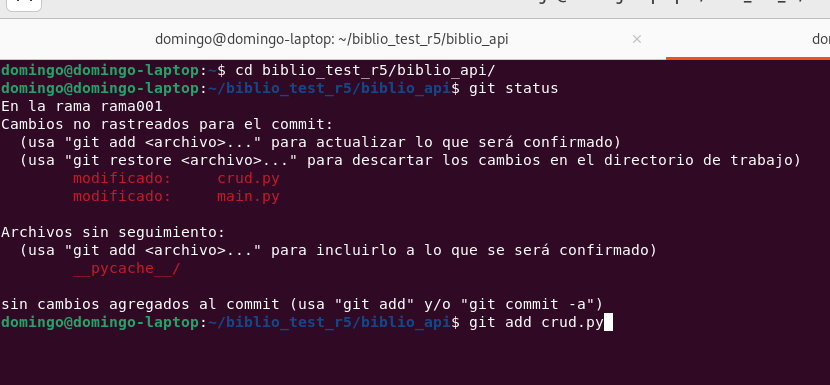 domingo@domingo-laptop: ~/biblio_test_r5/biblio_api
domingo@domingo-laptop:~$ cd biblio_test_r5/biblio_api/
domingo@domingo-laptop:~/biblio_test_r5/biblio_api$ git status
En la rama rama001
Cambios no rastreados para el commit:
  (usa "git add <archivo>..." para actualizar lo que será confirmado)
  (usa "git restore <archivo>..." para descartar los cambios en el directorio de trabajo)
        modificado:     crud.py
        modificado:     main.py
Archivos sin seguimiento:
  (usa "git add <archivo>..." para incluirlo a lo que se será confirmado)
        __pycache__/
sin cambios agregados al commit (usa "git add" y/o "git commit -a")
domingo@domingo-laptop:~/biblio_test_r5/biblio_api$ git add crud.py